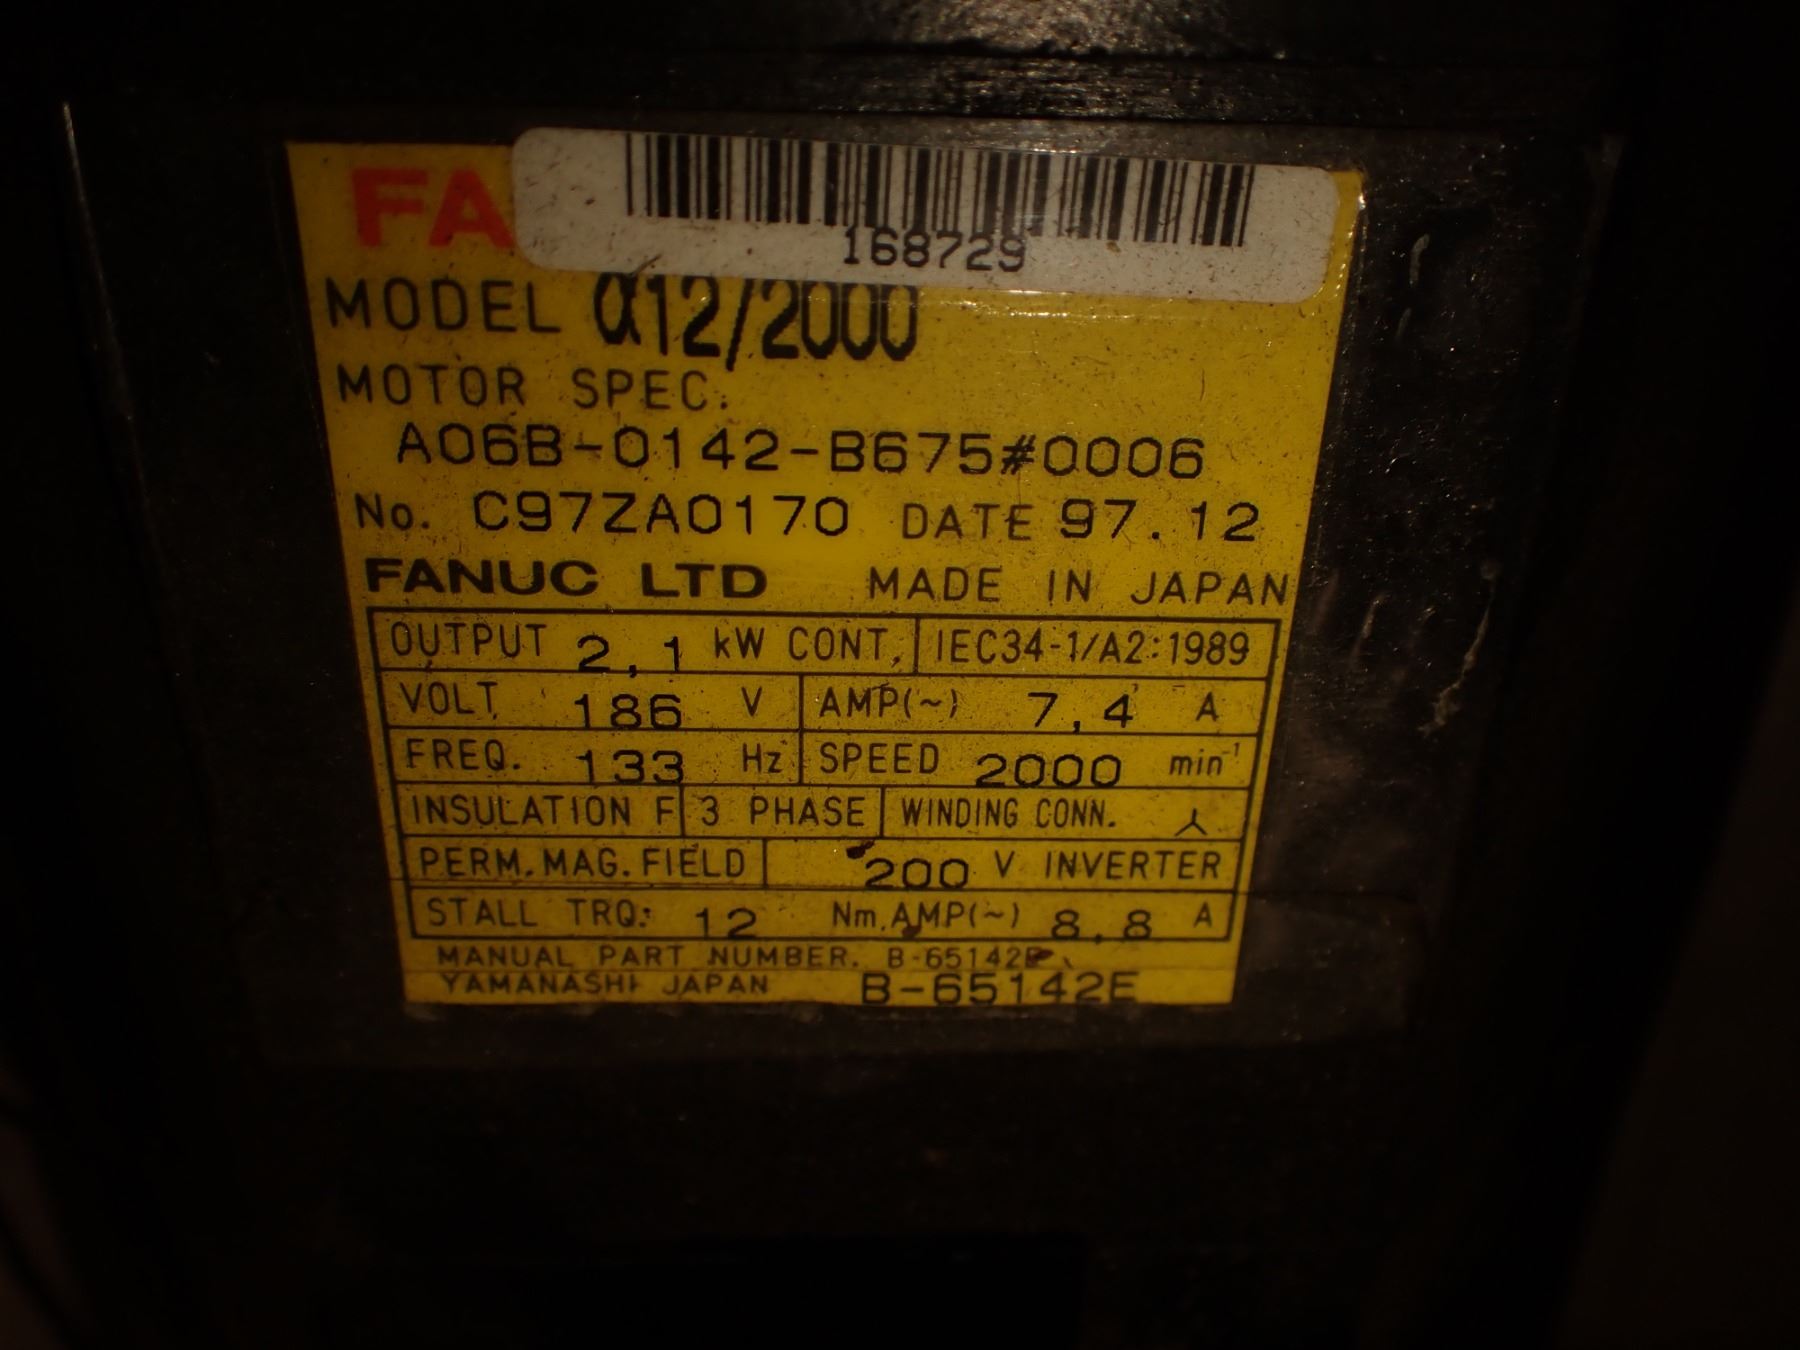 FA
168729
MODEL α12/2000
MOTOR SPEC.
A06B-0142-B675#0006
No. C97ZA0170 DATE 97.12
FANUC LTD MADE IN JAPAN
OUTPUT 2,1 kW CONT. IEC34-1/A2:1989
VOLT. 186 V AMP(~) 7,4 A
FREQ. 133 Hz SPEED 2000 min⁻¹
INSULATION F 3 PHASE WINDING CONN. ⅄
PERM. MAG. FIELD 200 V INVERTER
STALL TRQ. 12 Nm. AMP(~) 8,8 A
MANUAL PART NUMBER. B-65142E
YAMANASHI JAPAN B-65142E